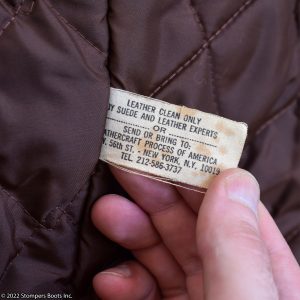 LEATHER CLEAN ONLY
BY SUEDE AND LEATHER EXPERTS
OR
SEND OR BRING TO:
LEATHERCRAFT PROCESS OF AMERICA
W. 56th ST. - NEW YORK, N.Y. 10019
TEL. 212-586-3737
© 2022 Stompers Boots Inc.